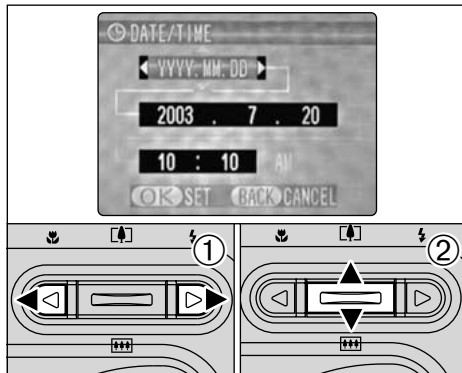 DATE/TIME
YYYY. MM. DD
2003 . 7 . 20
10 : 10 AM
OK SET BACK CANCEL
1 2